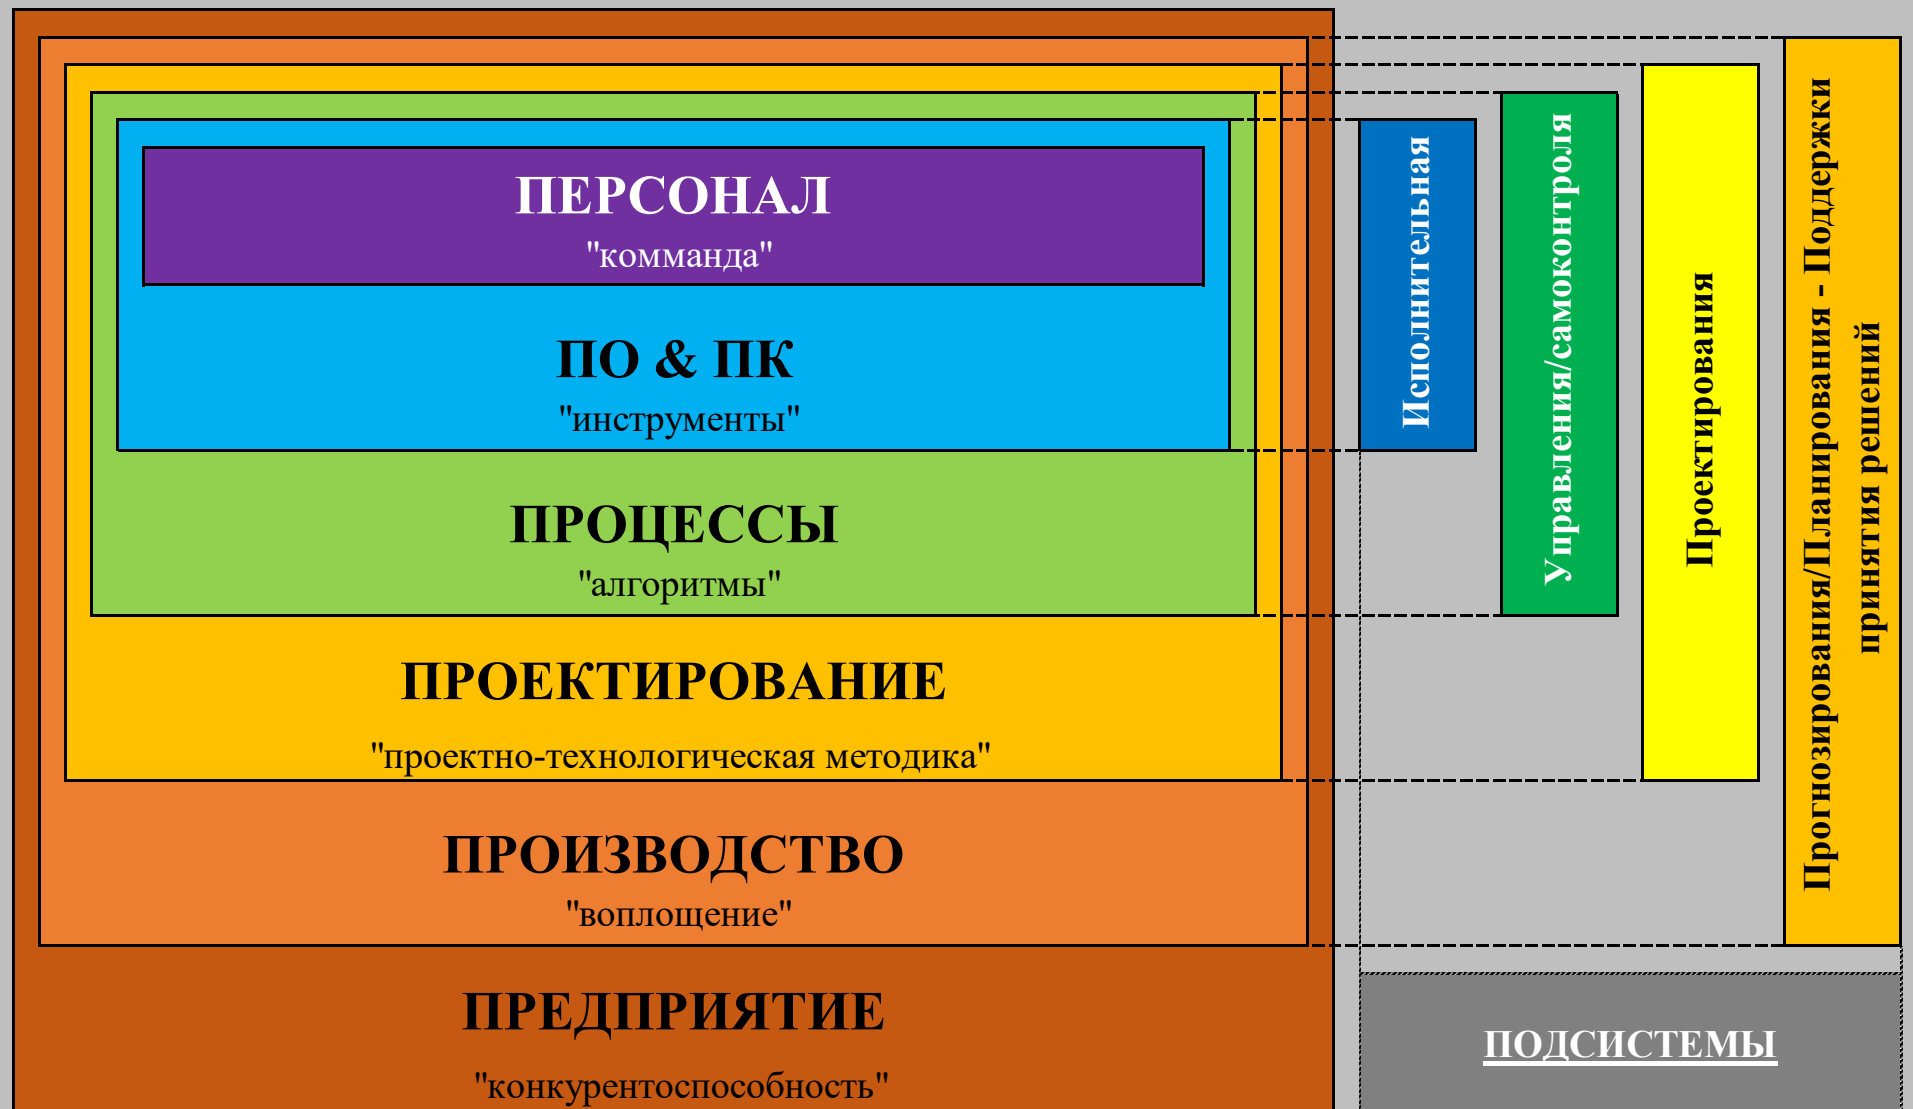 ПЕРСОНАЛ
"комманда"
ПО & ПК
"инструменты"
ПРОЦЕССЫ
"алгоритмы"
ПРОЕКТИРОВАНИЕ
"проектно-технологическая методика"
ПРОИЗВОДСТВО
"воплощение"
ПРЕДПРИЯТИЕ
"конкурентоспособность"
Исполнительная
Управления/самоконтроля
Проектирования
Прогнозирования/Планирования - Поддержки
принятия решений
ПОДСИСТЕМЫ